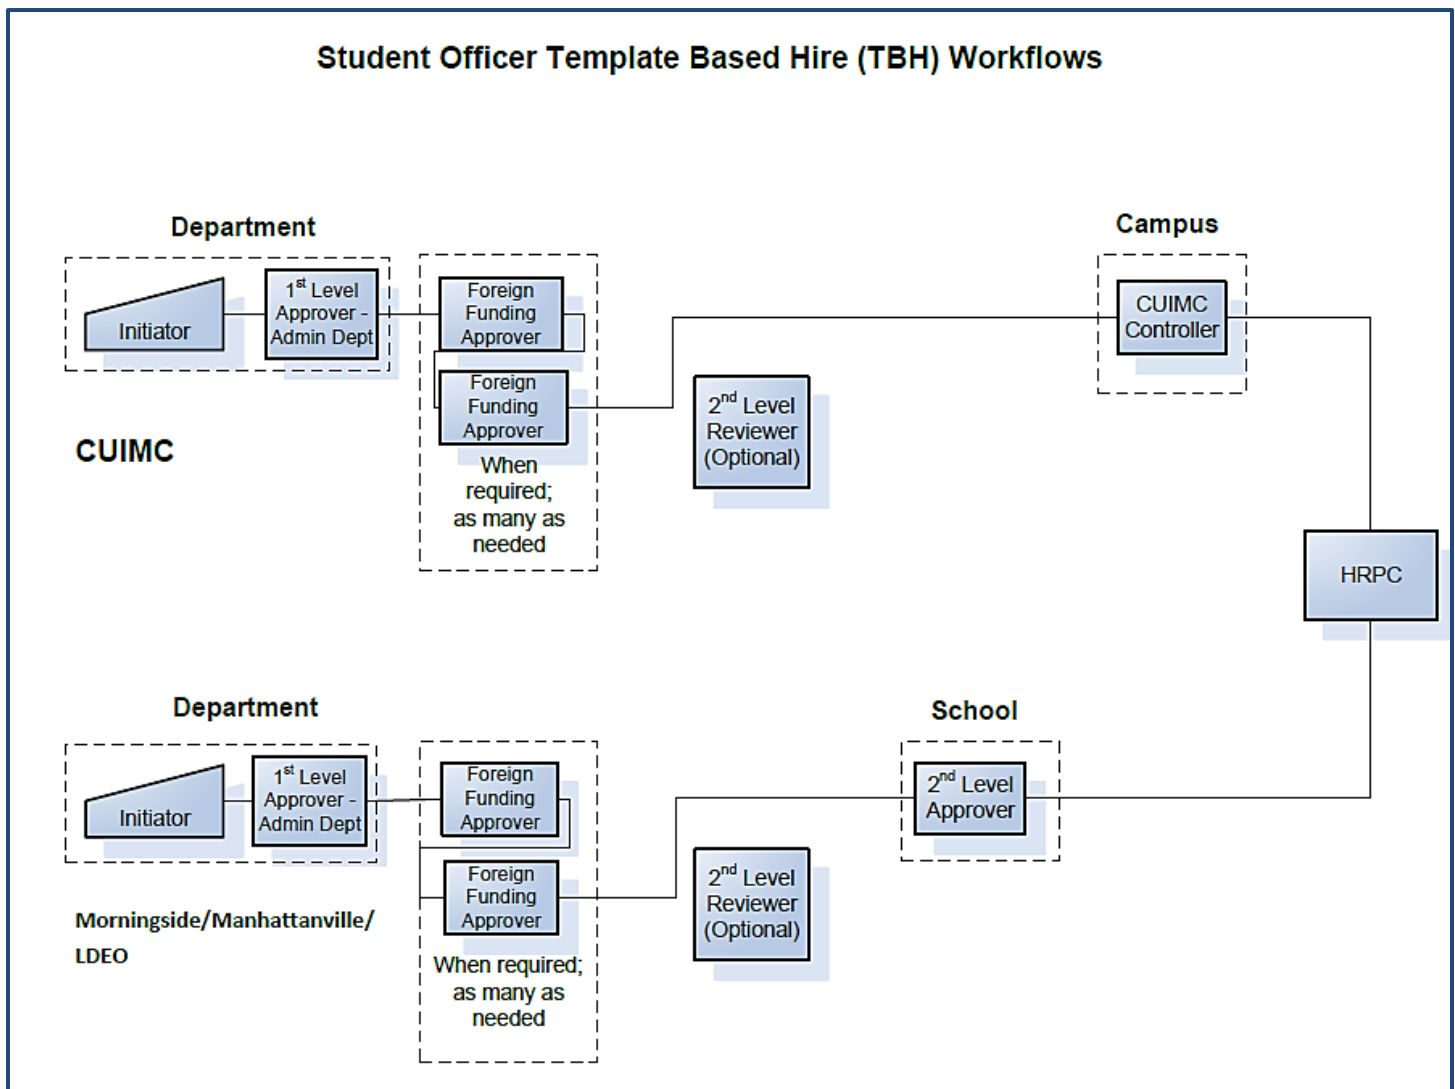 Student Officer Template Based Hire (TBH) Workflows
Department
Campus
Initiator
1st Level
Approver -
Admin Dept
Foreign
Funding
Approver
Foreign
Funding
Approver
When
required;
as many as
needed
2nd Level
Reviewer
(Optional)
CUIMC
Controller
CUIMC
HRPC
Department
School
Initiator
1st Level
Approver -
Admin Dept
Foreign
Funding
Approver
Foreign
Funding
Approver
When required;
as many as
needed
2nd Level
Reviewer
(Optional)
2nd Level
Approver
Morningside/Manhattanville/
LDEO